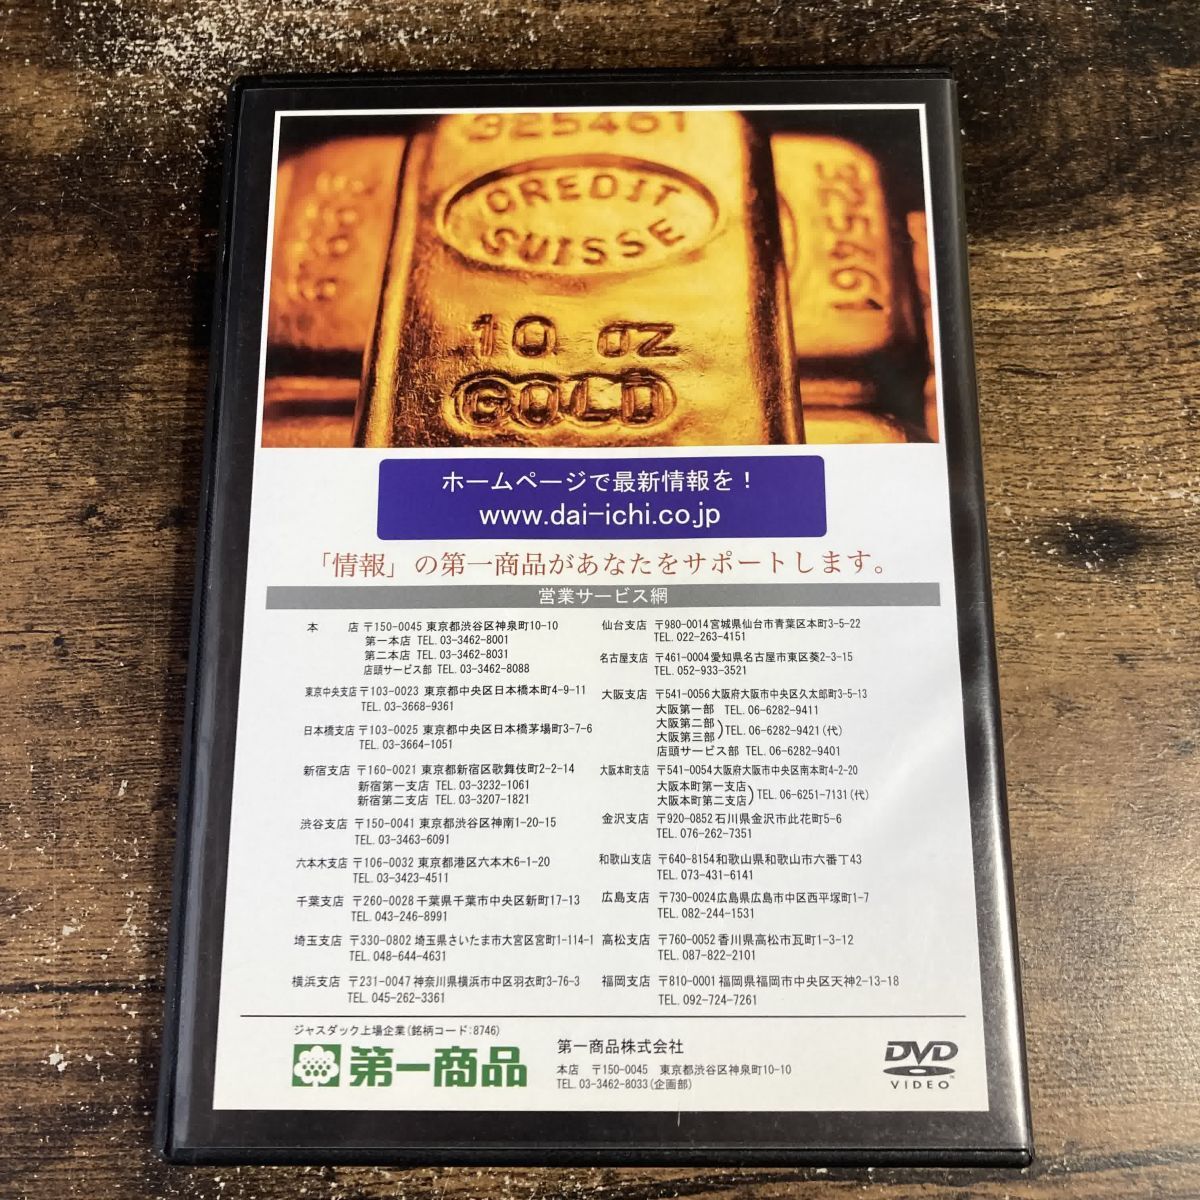 325461
CREDIT
SUISSE
10 OZ
GOLD
325461
ホームページで最新情報を！
www.dai-ichi.co.jp
「情報」の第一商品があなたをサポートします。
営業サービス網
本　店 〒150-0045 東京都渋谷区神泉町10-10
第一本店 TEL.03-3462-8001
第二本店 TEL.03-3462-8031
店頭サービス部 TEL.03-3462-8088
東京中央支店 〒103-0023 東京都中央区日本橋本町4-9-11
TEL.03-3668-9361
日本橋支店 〒103-0025 東京都中央区日本橋茅場町3-7-6
TEL.03-3664-1051
新宿支店 〒160-0021 東京都新宿区歌舞伎町2-2-14
新宿第一支店 TEL.03-3232-1061
新宿第二支店 TEL.03-3207-1821
渋谷支店 〒150-0041 東京都渋谷区神南1-20-15
TEL.03-3463-6091
六本木支店 〒106-0032 東京都港区六本木6-1-20
TEL.03-3423-4511
千葉支店 〒260-0028 千葉県千葉市中央区新町17-13
TEL.043-246-8991
埼玉支店 〒330-0802 埼玉県さいたま市大宮区宮町1-114-1
TEL.048-644-4631
横浜支店 〒231-0047 神奈川県横浜市中区羽衣町3-76-3
TEL.045-262-3361
仙台支店 〒980-0014 宮城県仙台市青葉区本町3-5-22
TEL.022-263-4151
名古屋支店 〒461-0004 愛知県名古屋市東区葵2-3-15
TEL.052-933-3521
大阪支店 〒541-0056 大阪府大阪市中央区久太郎町3-5-13
大阪第一部 TEL.06-6282-9411
大阪第二部
大阪第三部 ）TEL.06-6282-9421（代）
店頭サービス部 TEL.06-6282-9401
大阪本町支店 〒541-0054 大阪府大阪市中央区南本町4-2-20
大阪本町第一支店
大阪本町第二支店 ）TEL.06-6251-7131（代）
金沢支店 〒920-0852 石川県金沢市此花町5-6
TEL.076-262-7351
和歌山支店 〒640-8154 和歌山県和歌山市六番丁43
TEL.073-431-6141
広島支店 〒730-0024 広島県広島市中区西平塚町1-7
TEL.082-244-1531
高松支店 〒760-0052 香川県高松市瓦町1-3-12
TEL.087-822-2101
福岡支店 〒810-0001 福岡県福岡市中央区天神2-13-18
TEL.092-724-7261
ジャスダック上場企業（銘柄コード:8746）
第一商品
第一商品株式会社
本店　〒150-0045　東京都渋谷区神泉町10-10
TEL.03-3462-8033（企画部）
DVD
VIDEO